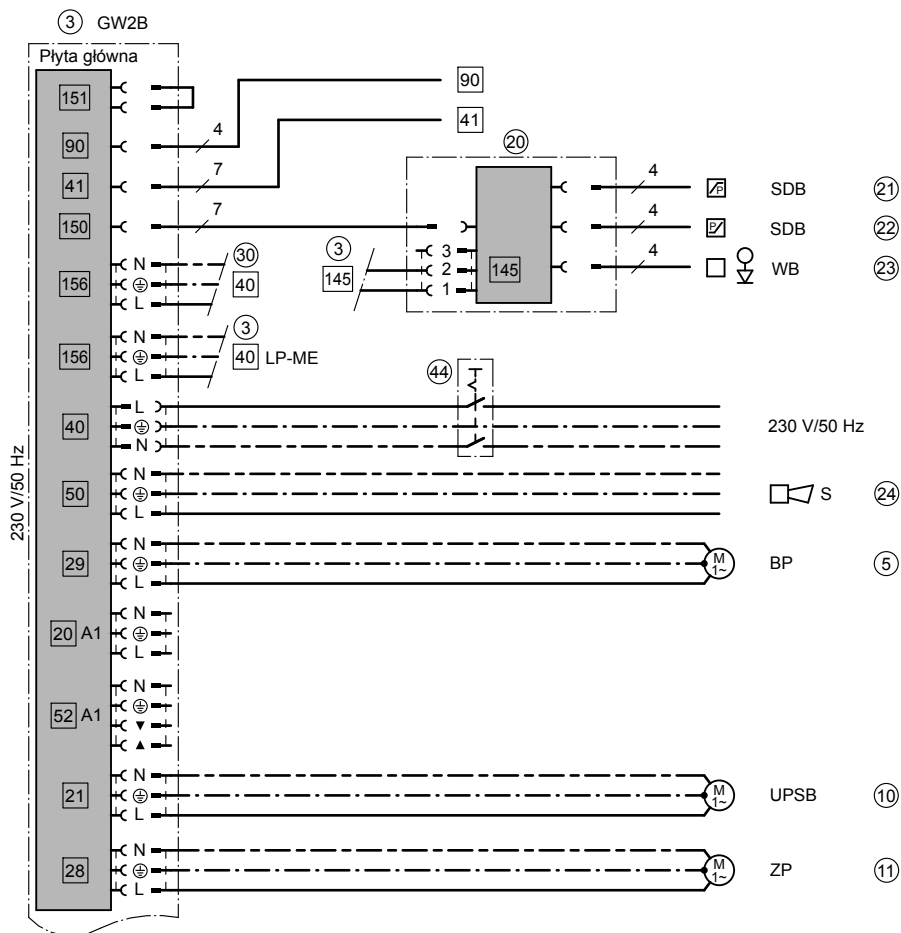 3 GW2B
Płyta główna
151
90
90
4
41
41
7
20
150
7
4
P
SDB
21
4
P
SDB
22
4
WB
23
3
2
1
145
3
145
156
N
L
30
40
156
N
L
3
40 LP-ME
44
40
L
N
230 V/50 Hz
230 V/50 Hz
50
N
L
S
24
29
N
L
M
1~
BP
5
20 A1
N
L
52 A1
N
21
N
L
M
1~
UPSB
10
28
N
L
M
1~
ZP
11